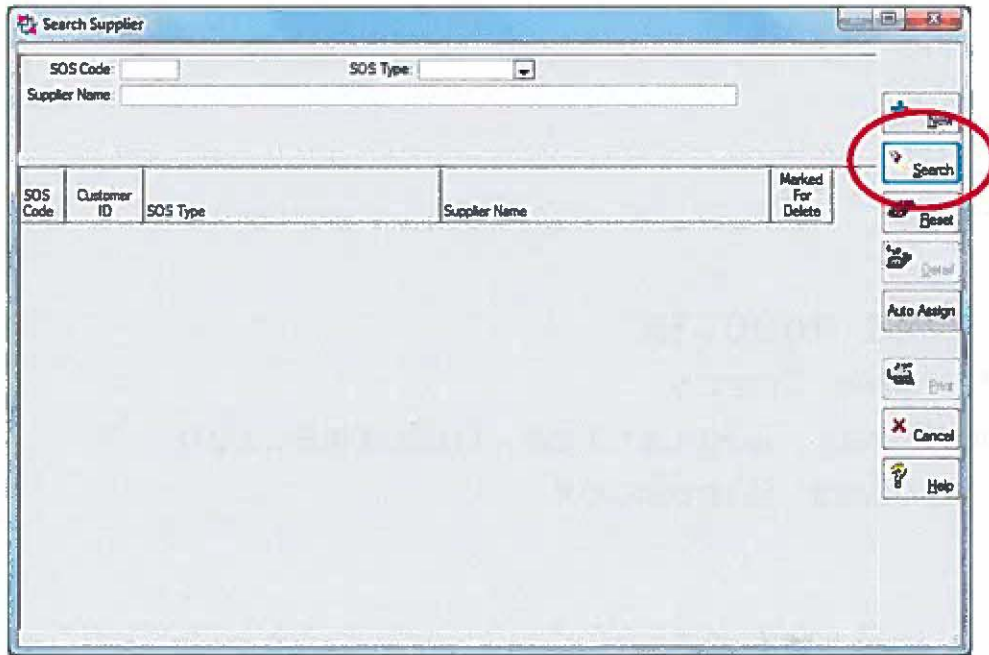 Search Supplier
SOS Code:
SOS Type:
Supplier Name:
New
Search
SOS Code
Customer ID
SOS Type
Supplier Name
Marked For Delete
Reset
Detail
Auto Assign
Print
Cancel
Help